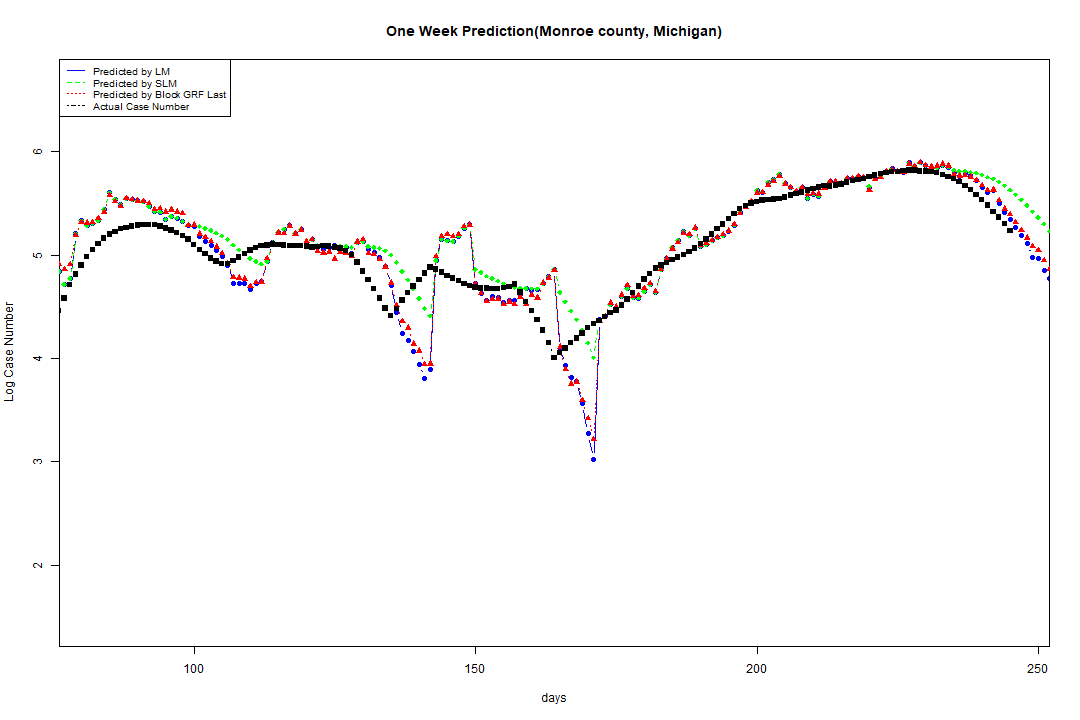 One Week Prediction(Monroe county, Michigan)
Predicted by LM
Predicted by SLM
Predicted by Block GRF Last
Actual Case Number
6
5
4
3
2
Log Case Number
100
150
200
250
days